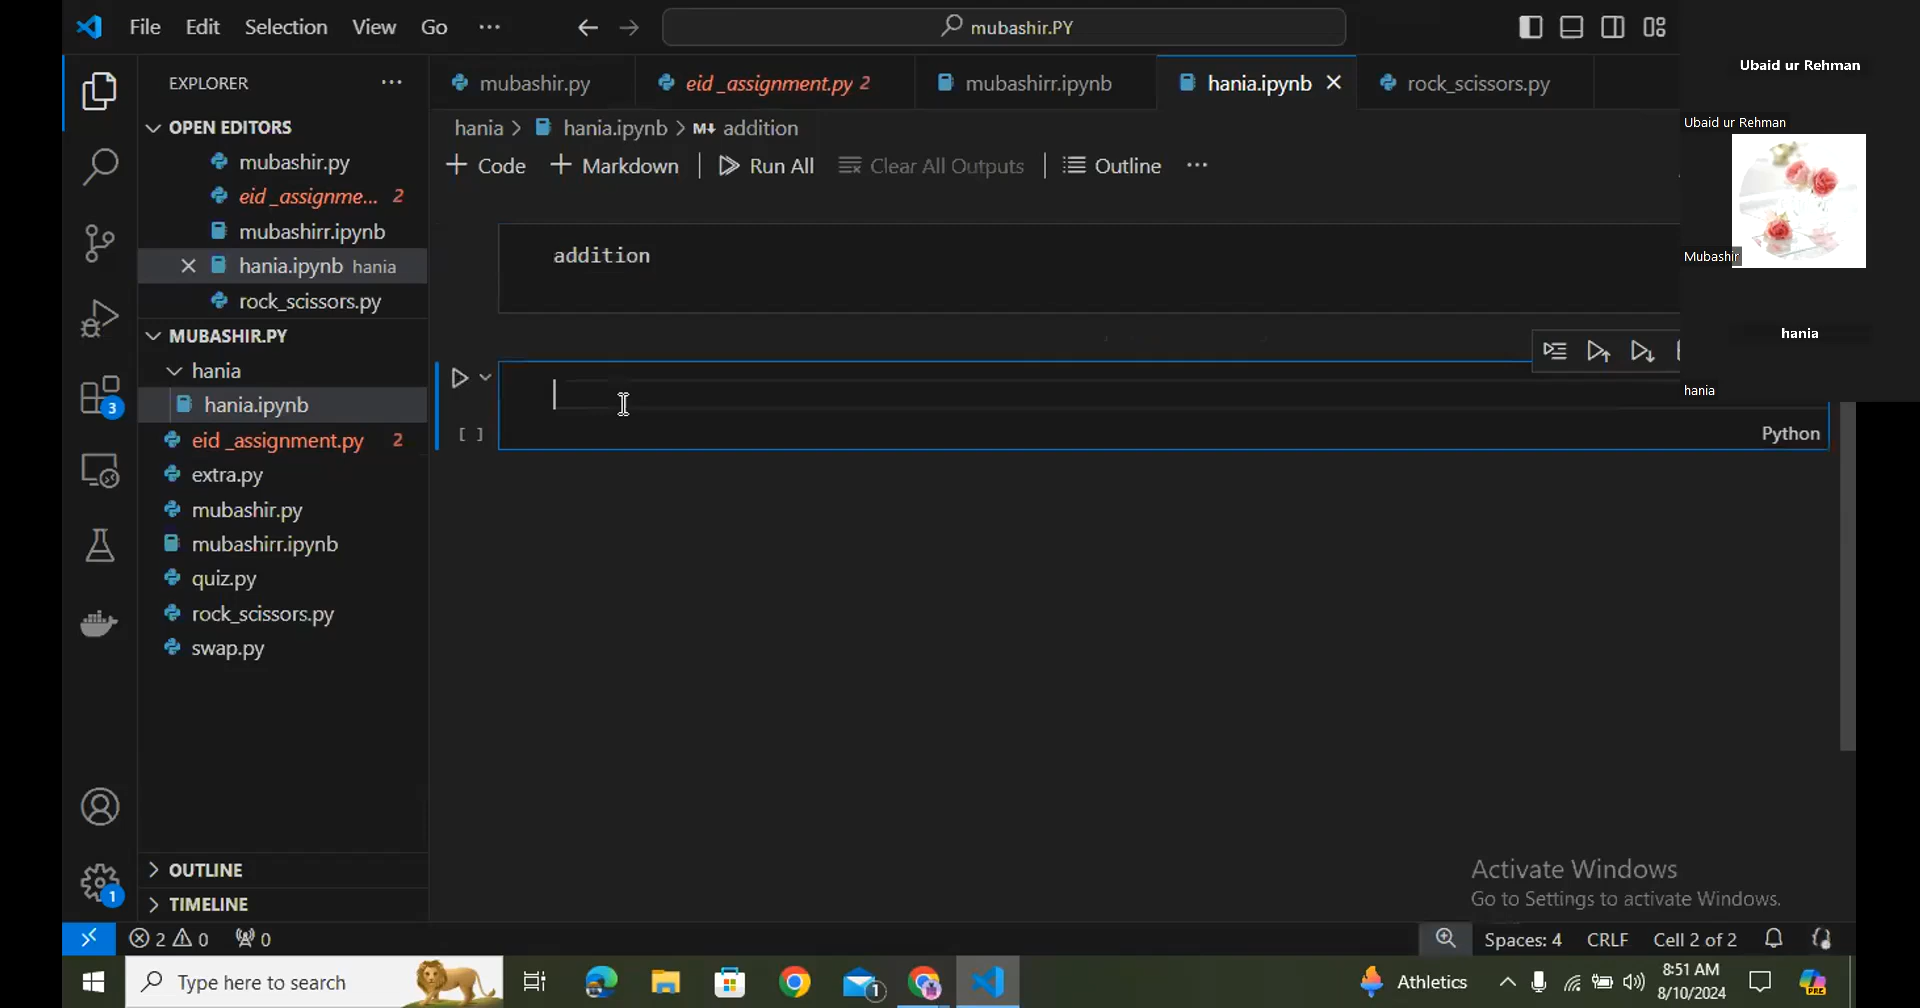 File Edit Selection View Go ···
mubashir.PY
EXPLORER ···
OPEN EDITORS
mubashir.py
eid _assignme... 2
mubashirr.ipynb
hania.ipynb hania
rock_scissors.py
MUBASHIR.PY
hania
hania.ipynb
eid _assignment.py 2
extra.py
mubashir.py
mubashirr.ipynb
quiz.py
rock_scissors.py
swap.py
OUTLINE
TIMELINE
3
1
mubashir.py eid _assignment.py 2 mubashirr.ipynb hania.ipynb rock_scissors.py
hania > hania.ipynb > M↓ addition
+ Code + Markdown Run All Clear All Outputs Outline ···
addition
[ ]
Python
Ubaid ur Rehman
Ubaid ur Rehman
Mubashir
hania
hania
Activate Windows
Go to Settings to activate Windows.
2 0 0 Spaces: 4 CRLF Cell 2 of 2
Type here to search 1 Athletics 8:51 AM
8/10/2024
PRE